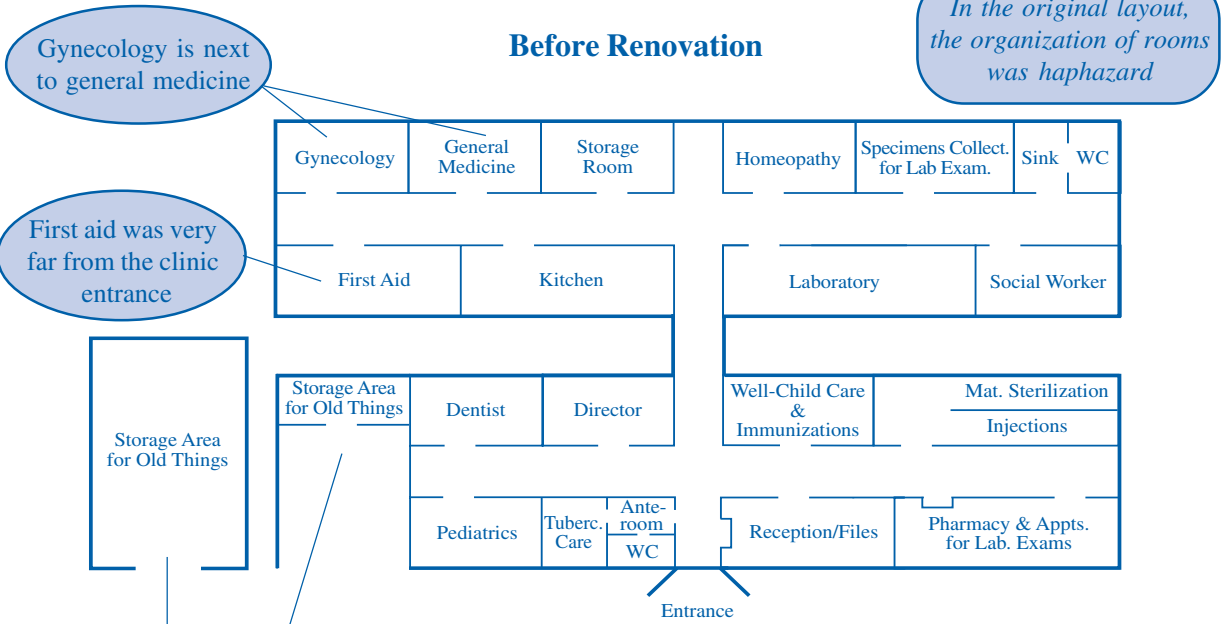 In the original layout,
the organization of rooms
was haphazard
Before Renovation
Gynecology is next
to general medicine
Gynecology
General
Medicine
Storage
Room
Homeopathy
Specimens Collect.
for Lab Exam.
Sink
WC
First aid was very
far from the clinic
entrance
First Aid
Kitchen
Laboratory
Social Worker
Storage Area
for Old Things
Storage Area
for Old Things
Dentist
Director
Well-Child Care
&
Immunizations
Mat. Sterilization
Injections
Pediatrics
Tuberc.
Care
Ante-
room
WC
Reception/Files
Pharmacy & Appts.
for Lab. Exams
Entrance